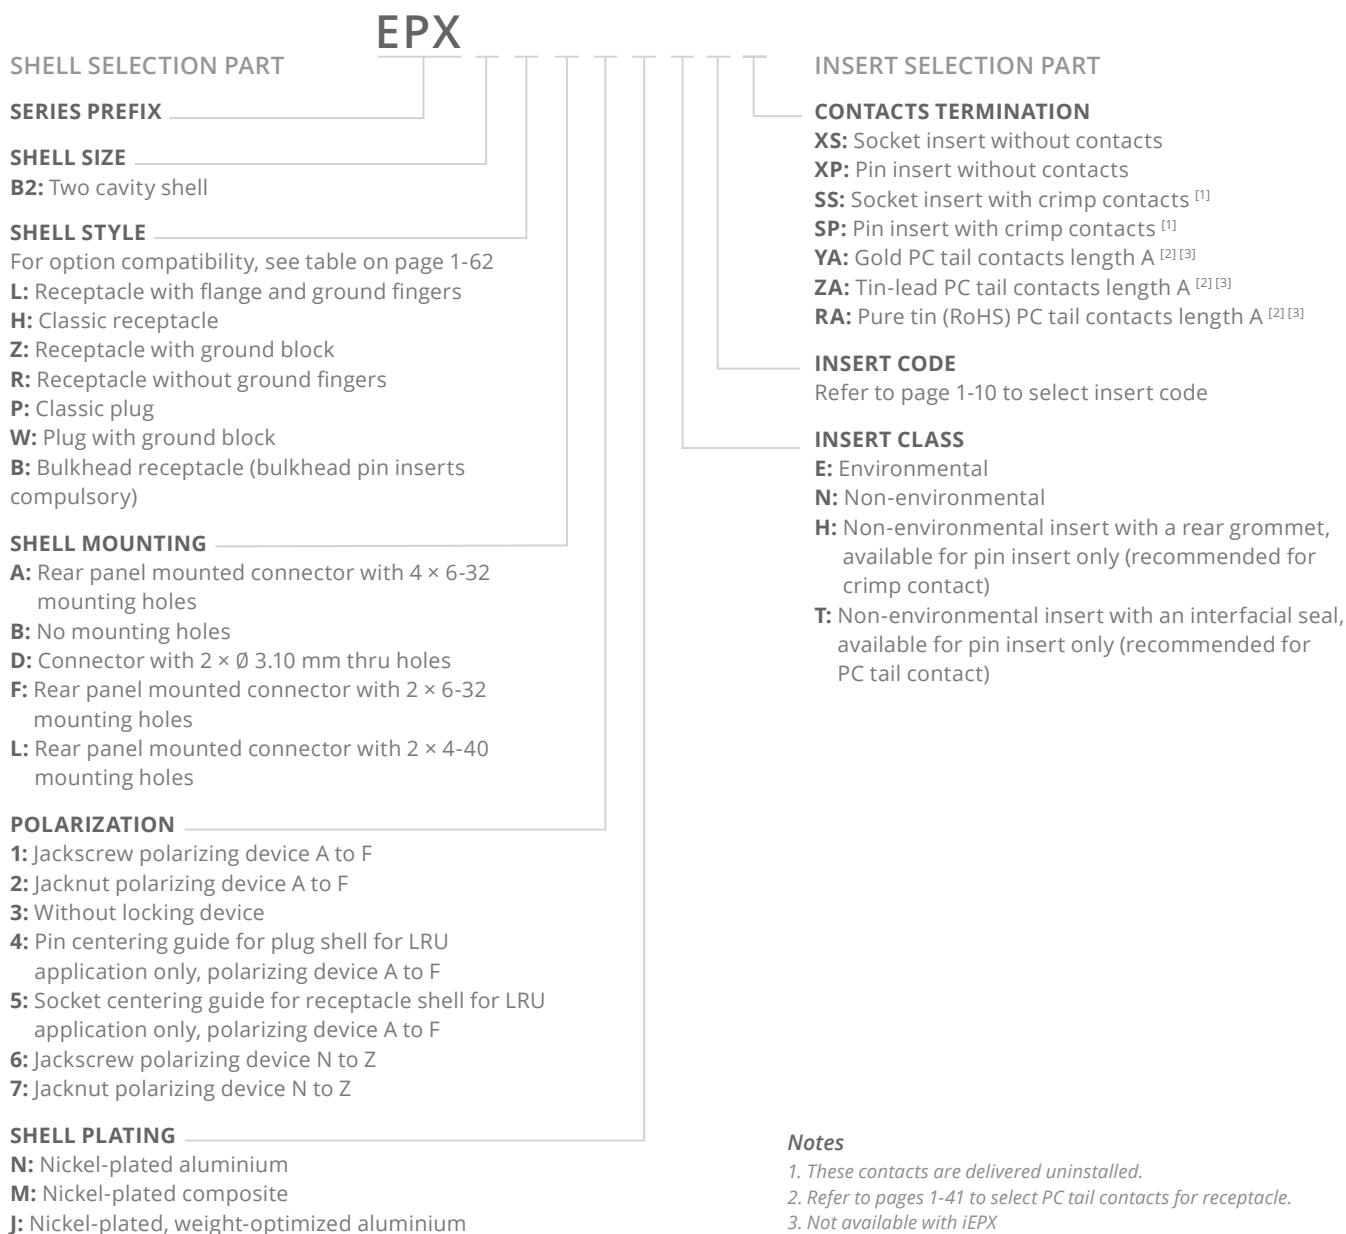 EPX
SHELL SELECTION PART
SERIES PREFIX
SHELL SIZE
B2: Two cavity shell
SHELL STYLE
For option compatibility, see table on page 1-62
L: Receptacle with flange and ground fingers
H: Classic receptacle
Z: Receptacle with ground block
R: Receptacle without ground fingers
P: Classic plug
W: Plug with ground block
B: Bulkhead receptacle (bulkhead pin inserts
compulsory)
SHELL MOUNTING
A: Rear panel mounted connector with 4 × 6-32
mounting holes
B: No mounting holes
D: Connector with 2 × Ø 3.10 mm thru holes
F: Rear panel mounted connector with 2 × 6-32
mounting holes
L: Rear panel mounted connector with 2 × 4-40
mounting holes
POLARIZATION
1: Jackscrew polarizing device A to F
2: Jacknut polarizing device A to F
3: Without locking device
4: Pin centering guide for plug shell for LRU
application only, polarizing device A to F
5: Socket centering guide for receptacle shell for LRU
application only, polarizing device A to F
6: Jackscrew polarizing device N to Z
7: Jacknut polarizing device N to Z
SHELL PLATING
N: Nickel-plated aluminium
M: Nickel-plated composite
J: Nickel-plated, weight-optimized aluminium
INSERT SELECTION PART
CONTACTS TERMINATION
XS: Socket insert without contacts
XP: Pin insert without contacts
SS: Socket insert with crimp contacts [1]
SP: Pin insert with crimp contacts [1]
YA: Gold PC tail contacts length A [2] [3]
ZA: Tin-lead PC tail contacts length A [2] [3]
RA: Pure tin (RoHS) PC tail contacts length A [2] [3]
INSERT CODE
Refer to page 1-10 to select insert code
INSERT CLASS
E: Environmental
N: Non-environmental
H: Non-environmental insert with a rear grommet,
available for pin insert only (recommended for
crimp contact)
T: Non-environmental insert with an interfacial seal,
available for pin insert only (recommended for
PC tail contact)
Notes
1. These contacts are delivered uninstalled.
2. Refer to pages 1-41 to select PC tail contacts for receptacle.
3. Not available with iEPX